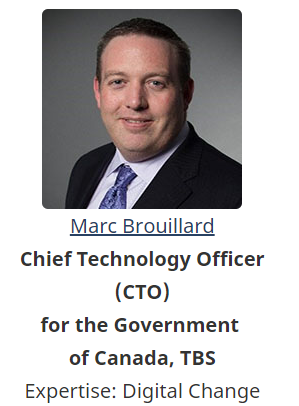 Marc Brouillard
Chief Technology Officer
(CTO)
for the Government
of Canada, TBS
Expertise: Digital Change